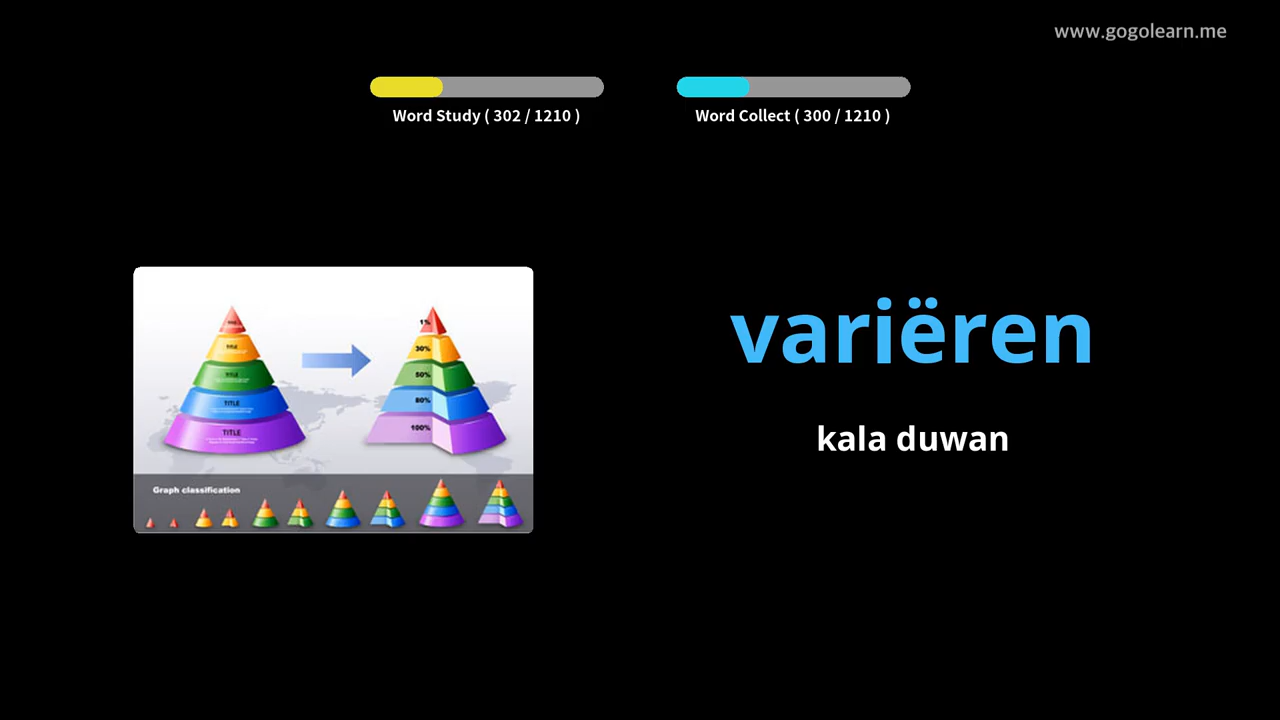 www.gogolearn.me
Word Study ( 302 / 1210 )
Word Collect ( 300 / 1210 )
variëren
kala duwan
TITLE
TITLE
TITLE
TITLE
1%
30%
50%
80%
100%
Graph classification